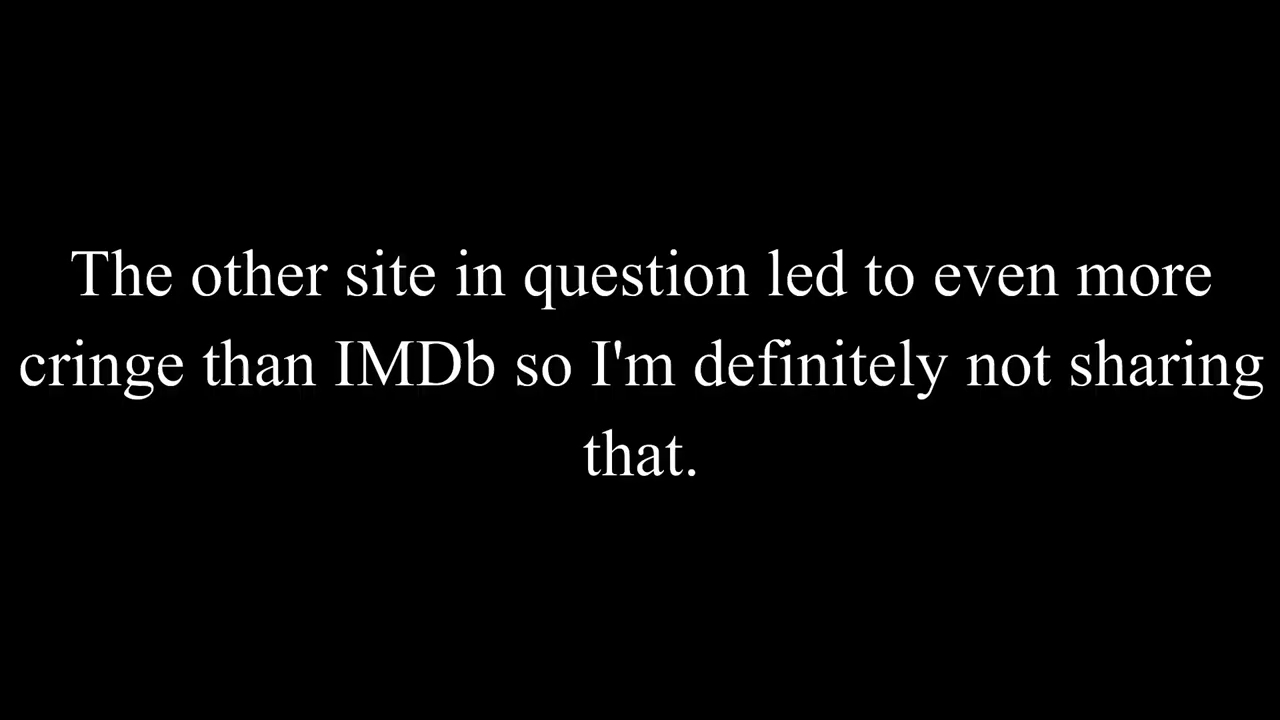 The other site in question led to even more
cringe than IMDb so I'm definitely not sharing
that.